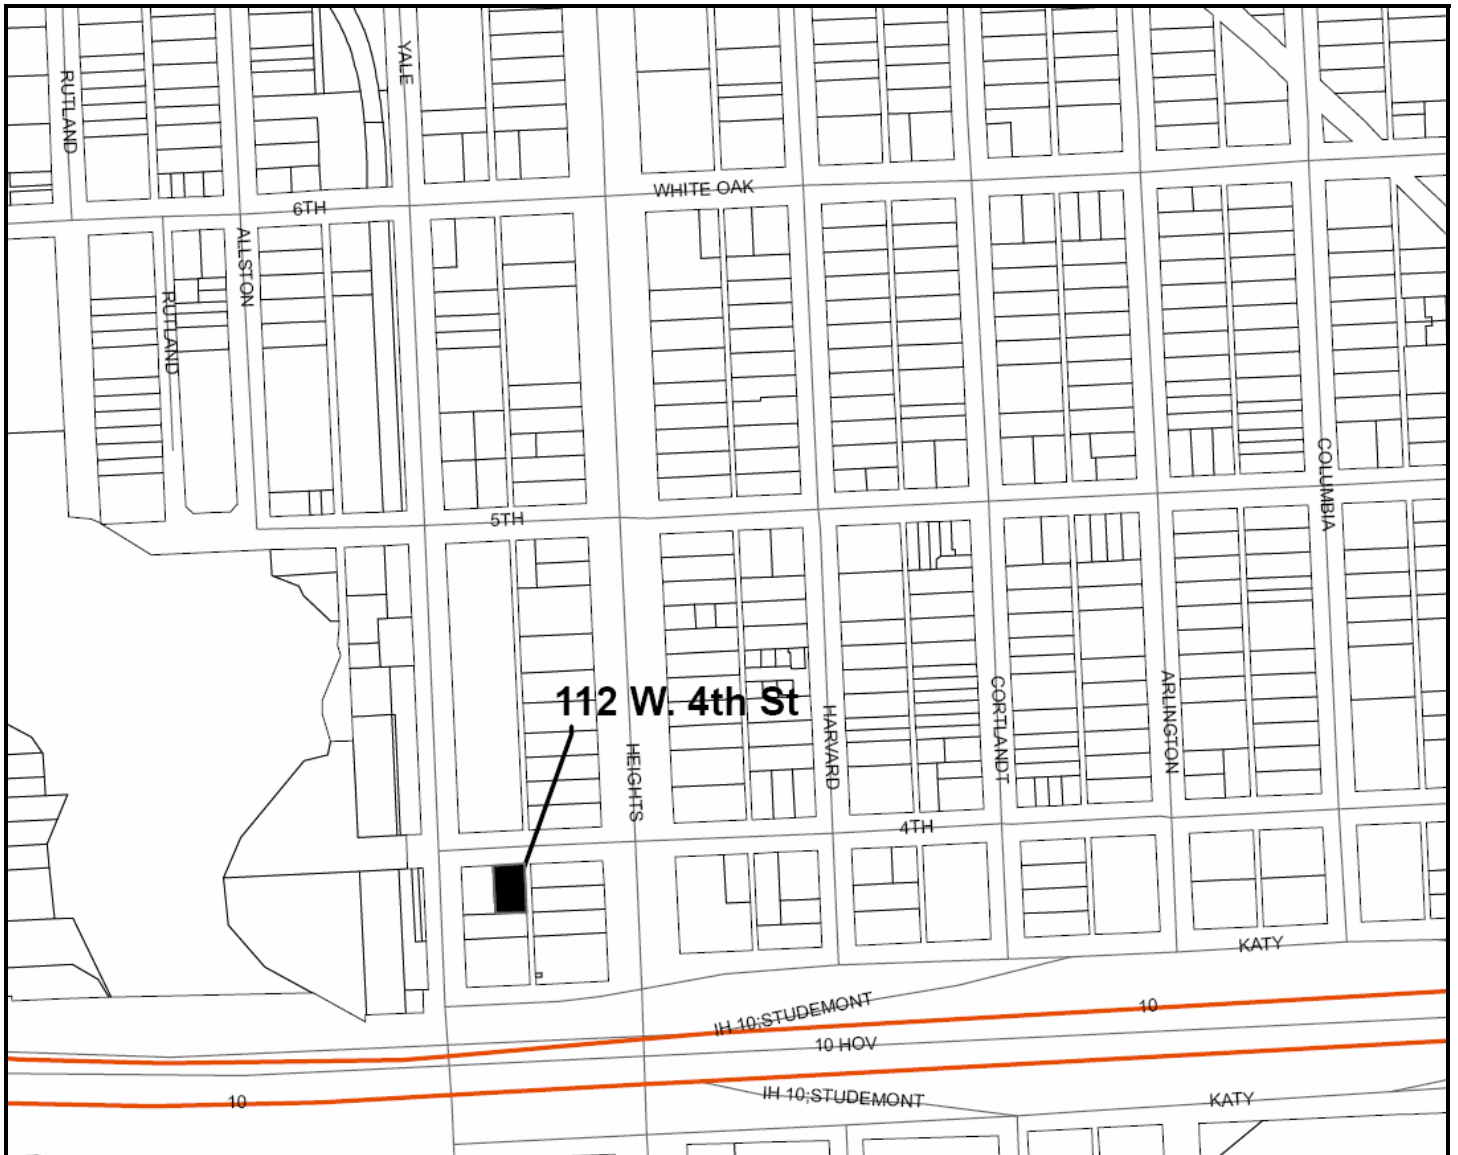 YALE
RUTLAND
WHITE OAK
6TH
ALLSTON
RUTLAND
COLUMBIA
5TH
112 W. 4th St
CORTLANDT
ARLINGTON
HARVARD
HEIGHTS
4TH
KATY
IH 10;STUDEMONT
10
10 HOV
IH 10;STUDEMONT
KATY
10